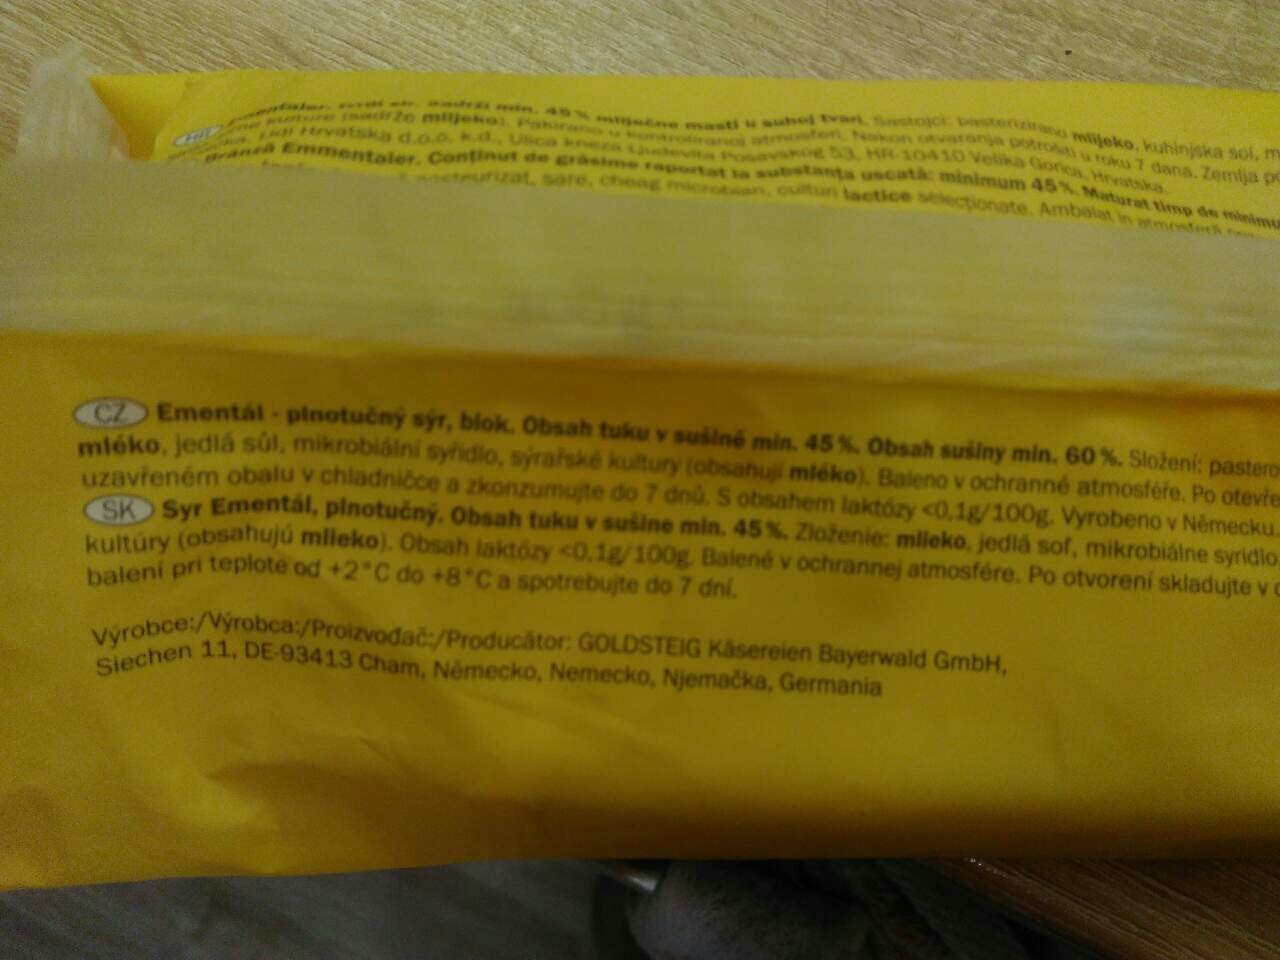 HR Ementaler. Tvrdi sir. Sadrži min. 45% mliječne masti u suhoj tvari. Sastojci: pasterizirano mlijeko, kuhinjska sol, m
kulture (sadrže mlijeko). Pakirano u kontroliranoj atmosferi. Nakon otvaranja potrošiti u roku 7 dana. Zemlja po
Lidl Hrvatska d.o.o. k.d., Ulica kneza Ljudevita Posavskog 53, HR-10410 Velika Gorica, Hrvatska.
Brânză Emmentaler. Conținut de grăsime raportat la substanța uscată: minimum 45%. Maturat timp de minimu
pasteurizat, sare, cheag microbian, culturi lactice selecționate. Ambalat în atmosferă
CZ Ementál - plnotučný sýr, blok. Obsah tuku v sušině min. 45%. Obsah sušiny min. 60%. Složení: pastero
mléko, jedlá sůl, mikrobiální syřidlo, sýrařské kultury (obsahují mléko). Baleno v ochranné atmosféře. Po otevře
uzavřeném obalu v chladničce a zkonzumujte do 7 dnů. S obsahem laktózy <0,1g/100g. Vyrobeno v Německu.
SK Syr Ementál, plnotučný. Obsah tuku v sušine min. 45%. Zloženie: mlieko, jedlá soľ, mikrobiálne syridlo,
kultúry (obsahujú mlieko). Obsah laktózy <0,1g/100g. Balené v ochrannej atmosfére. Po otvorení skladujte v
balení pri teplote od +2°C do +8°C a spotrebujte do 7 dní.
Výrobce:/Výrobca:/Proizvođač:/Producător: GOLDSTEIG Käsereien Bayerwald GmbH,
Siechen 11, DE-93413 Cham, Německo, Nemecko, Njemačka, Germania